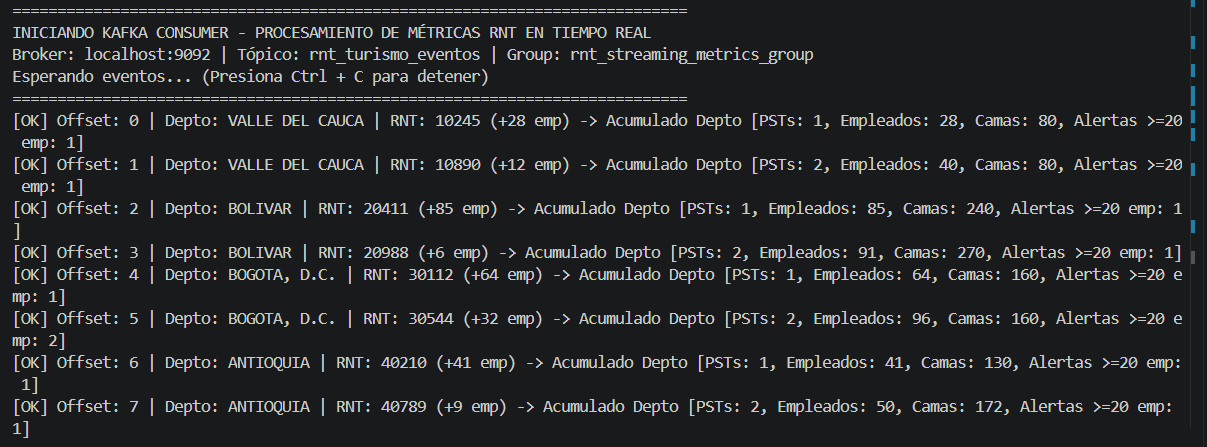 ===========================================================================
INICIANDO KAFKA CONSUMER - PROCESAMIENTO DE MÉTRICAS RNT EN TIEMPO REAL
Broker: localhost:9092 | Tópico: rnt_turismo_eventos | Group: rnt_streaming_metrics_group
Esperando eventos... (Presiona Ctrl + C para detener)
===========================================================================
[OK] Offset: 0 | Depto: VALLE DEL CAUCA | RNT: 10245 (+28 emp) -> Acumulado Depto [PSTs: 1, Empleados: 28, Camas: 80, Alertas >=20
 emp: 1]
[OK] Offset: 1 | Depto: VALLE DEL CAUCA | RNT: 10890 (+12 emp) -> Acumulado Depto [PSTs: 2, Empleados: 40, Camas: 80, Alertas >=20
 emp: 1]
[OK] Offset: 2 | Depto: BOLIVAR | RNT: 20411 (+85 emp) -> Acumulado Depto [PSTs: 1, Empleados: 85, Camas: 240, Alertas >=20 emp: 1
]
[OK] Offset: 3 | Depto: BOLIVAR | RNT: 20988 (+6 emp) -> Acumulado Depto [PSTs: 2, Empleados: 91, Camas: 270, Alertas >=20 emp: 1]
[OK] Offset: 4 | Depto: BOGOTA, D.C. | RNT: 30112 (+64 emp) -> Acumulado Depto [PSTs: 1, Empleados: 64, Camas: 160, Alertas >=20 e
mp: 1]
[OK] Offset: 5 | Depto: BOGOTA, D.C. | RNT: 30544 (+32 emp) -> Acumulado Depto [PSTs: 2, Empleados: 96, Camas: 160, Alertas >=20 e
mp: 2]
[OK] Offset: 6 | Depto: ANTIOQUIA | RNT: 40210 (+41 emp) -> Acumulado Depto [PSTs: 1, Empleados: 41, Camas: 130, Alertas >=20 emp:
 1]
[OK] Offset: 7 | Depto: ANTIOQUIA | RNT: 40789 (+9 emp) -> Acumulado Depto [PSTs: 2, Empleados: 50, Camas: 172, Alertas >=20 emp:
1]